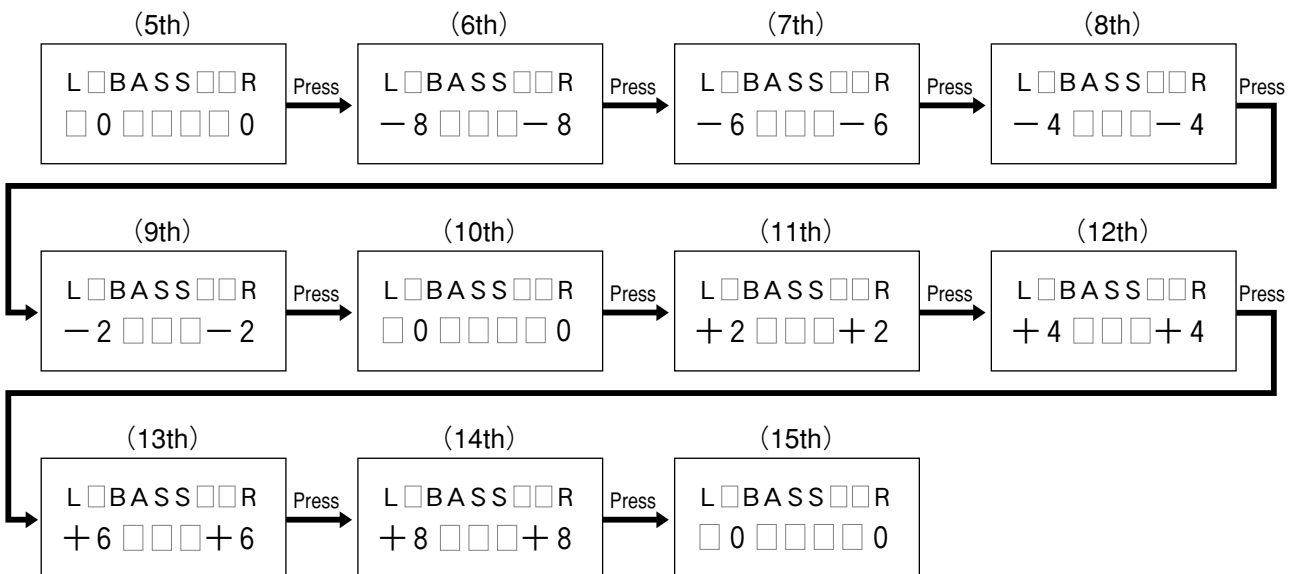 （5th） （6th） （7th） （8th）
L□BASS□□R Press L□BASS□□R Press L□BASS□□R Press L□BASS□□R Press
□0□□□□0 －8□□□－8 －6□□□－6 －4□□□－4
（9th） （10th） （11th） （12th）
L□BASS□□R Press L□BASS□□R Press L□BASS□□R Press L□BASS□□R Press
－2□□□－2 □0□□□□0 ＋2□□□＋2 ＋4□□□＋4
（13th） （14th） （15th）
L□BASS□□R Press L□BASS□□R Press L□BASS□□R
＋6□□□＋6 ＋8□□□＋8 □0□□□□0